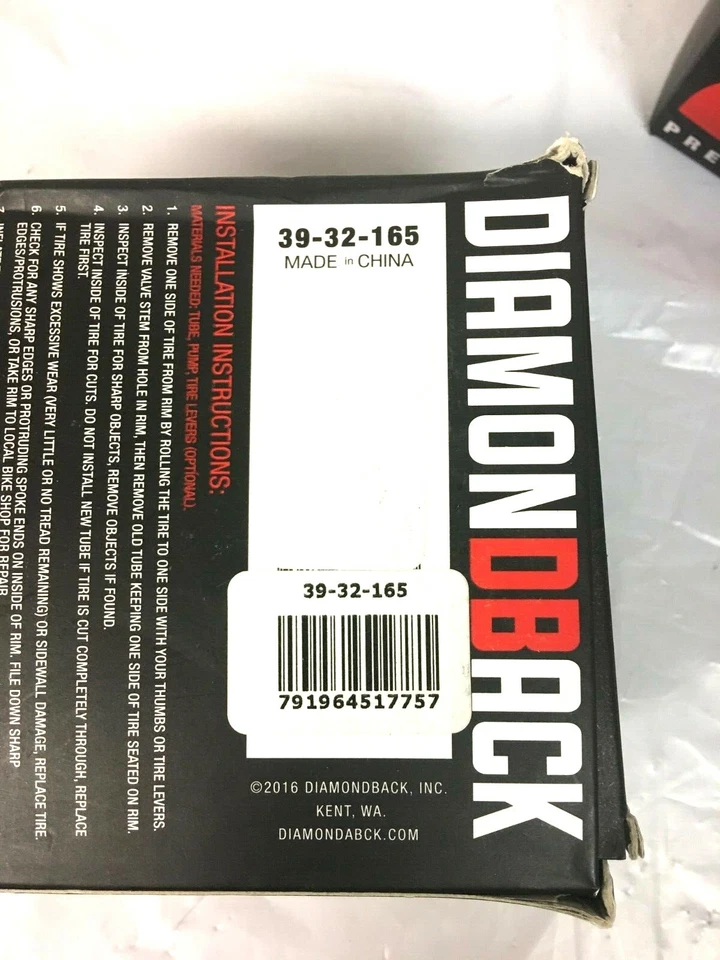 DIAMONDBACK
39-32-165
MADE in CHINA
39-32-165
791964517757
©2016 DIAMONDBACK, INC.
KENT, WA.
DIAMONDABCK.COM
INSTALLATION INSTRUCTIONS:
MATERIALS NEEDED: TUBE, PUMP, TIRE LEVERS (OPTIONAL).
1. REMOVE ONE SIDE OF TIRE FROM RIM BY ROLLING THE TIRE TO ONE SIDE WITH YOUR THUMBS OR TIRE LEVERS.
2. REMOVE VALVE STEM FROM HOLE IN RIM, THEN REMOVE OLD TUBE KEEPING ONE SIDE OF TIRE SEATED ON RIM.
3. INSPECT INSIDE OF TIRE FOR SHARP OBJECTS, REMOVE OBJECTS IF FOUND.
4. INSPECT INSIDE OF TIRE FOR CUTS. DO NOT INSTALL NEW TUBE IF TIRE IS CUT COMPLETELY THROUGH, REPLACE
TIRE FIRST.
5. IF TIRE SHOWS EXCESSIVE WEAR (VERY LITTLE OR NO TREAD REMAINING) OR SIDEWALL DAMAGE, REPLACE TIRE.
6. CHECK FOR ANY SHARP EDGES OR PROTRUDING SPOKE ENDS ON INSIDE OF RIM. FILE DOWN SHARP
EDGES/PROTRUSIONS, OR TAKE RIM TO LOCAL BIKE SHOP FOR REPAIR.
PRE